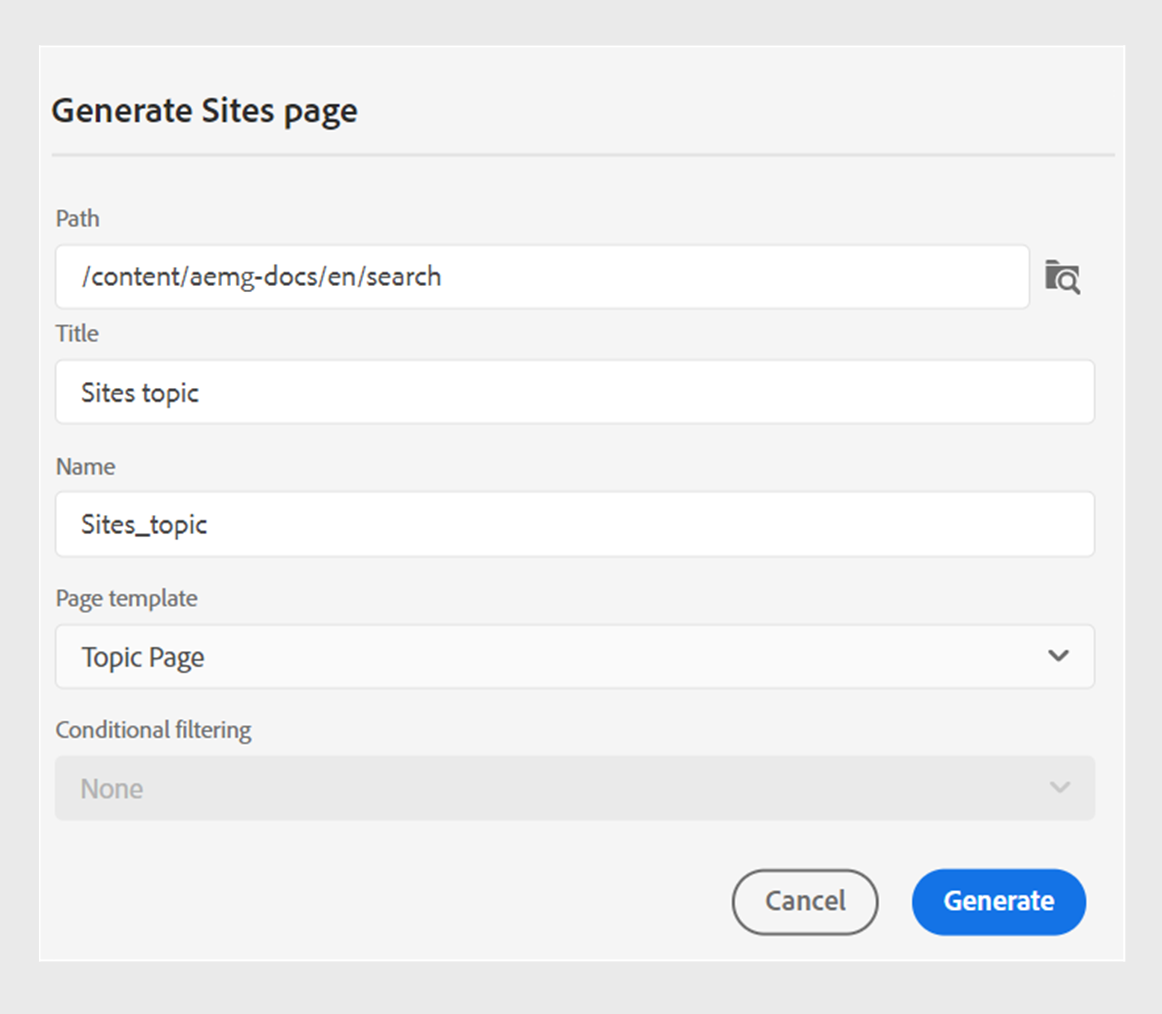 Generate Sites page
Path
/content/aemg-docs/en/search
Title
Sites topic
Name
Sites_topic
Page template
Topic Page
Conditional filtering
None
Cancel
Generate